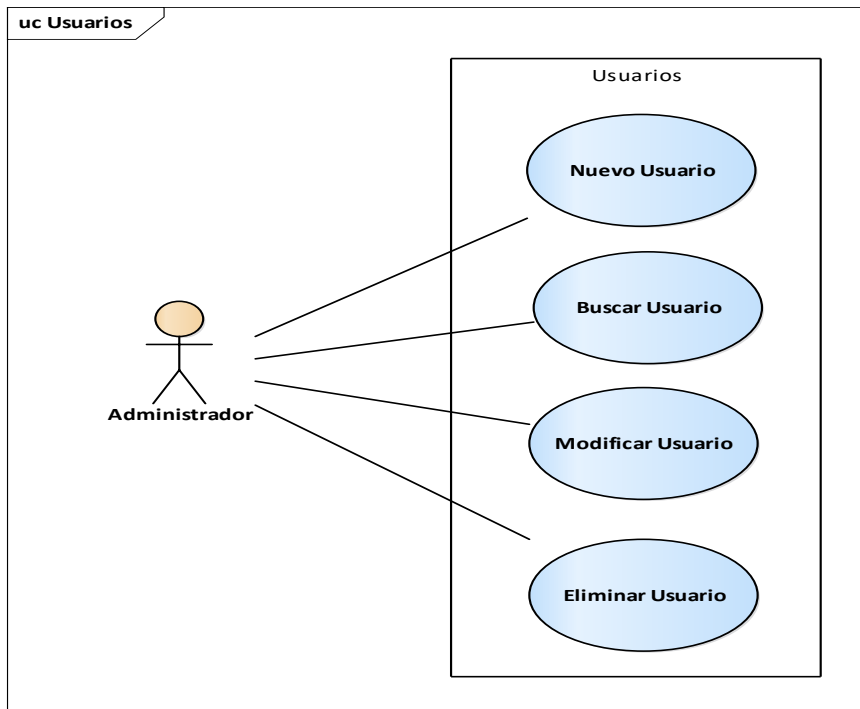 uc Usuarios
Usuarios
Nuevo Usuario
Buscar Usuario
Modificar Usuario
Administrador
Eliminar Usuario